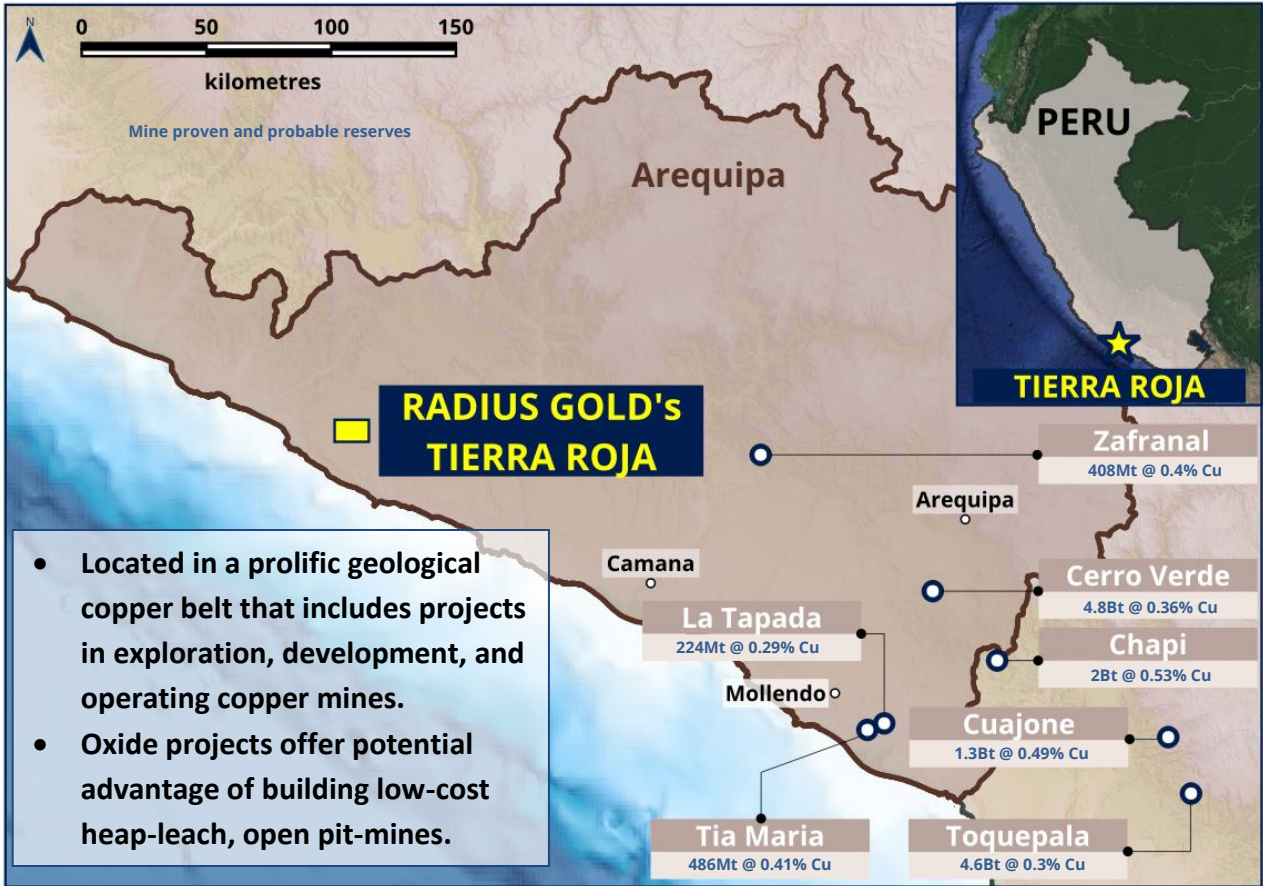 N
0 50 100 150
kilometres
Mine proven and probable reserves
Arequipa
PERU
TIERRA ROJA
RADIUS GOLD's
TIERRA ROJA
Zafranal
408Mt @ 0.4% Cu
Arequipa
Camana
Cerro Verde
4.8Bt @ 0.36% Cu
La Tapada
224Mt @ 0.29% Cu
Chapi
2Bt @ 0.53% Cu
Mollendo
Cuajone
1.3Bt @ 0.49% Cu
Tia Maria
486Mt @ 0.41% Cu
Toquepala
4.6Bt @ 0.3% Cu
• Located in a prolific geological
copper belt that includes projects
in exploration, development, and
operating copper mines.
• Oxide projects offer potential
advantage of building low-cost
heap-leach, open pit-mines.